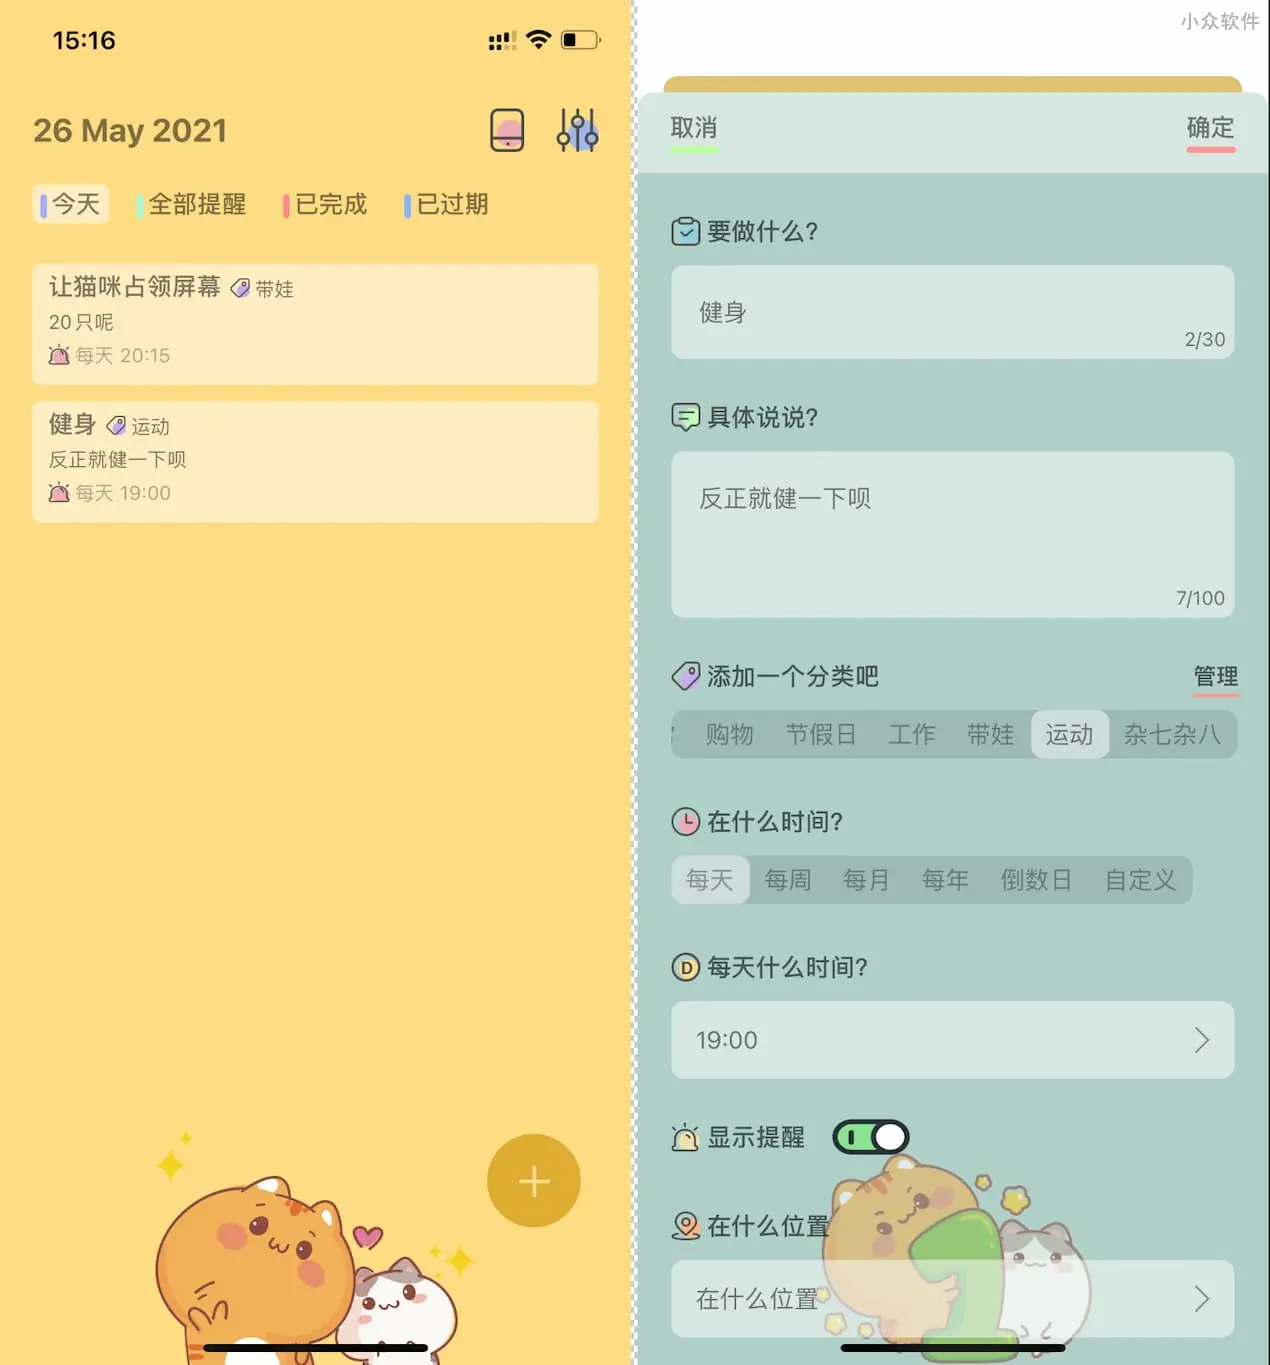 15:16
26 May 2021
今天 全部提醒 已完成 已过期
让猫咪占领屏幕 带娃
20只呢
每天 20:15
健身 运动
反正就健一下呗
每天 19:00
小众软件
取消 确定
要做什么?
健身
2/30
具体说说?
反正就健一下呗
7/100
添加一个分类吧 管理
购物 节假日 工作 带娃 运动 杂七杂八
在什么时间?
每天 每周 每月 每年 倒数日 自定义
D 每天什么时间?
19:00
显示提醒
在什么位置
在什么位置